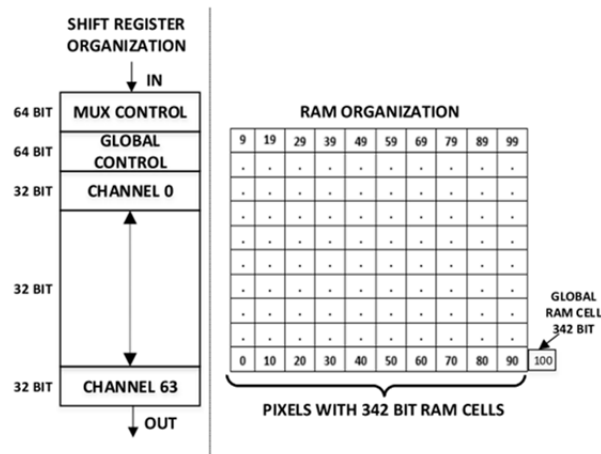 SHIFT REGISTER
ORGANIZATION
IN
64 BIT
MUX CONTROL
64 BIT
GLOBAL
CONTROL
32 BIT
CHANNEL 0
32 BIT
32 BIT
CHANNEL 63
OUT
RAM ORGANIZATION
9 19 29 39 49 59 69 79 89 99
. . . . . . . . . .
. . . . . . . . . .
. . . . . . . . . .
. . . . . . . . . .
. . . . . . . . . .
. . . . . . . . . .
. . . . . . . . . .
. . . . . . . . . .
0 10 20 30 40 50 60 70 80 90 100
GLOBAL
RAM CELL
342 BIT
PIXELS WITH 342 BIT RAM CELLS